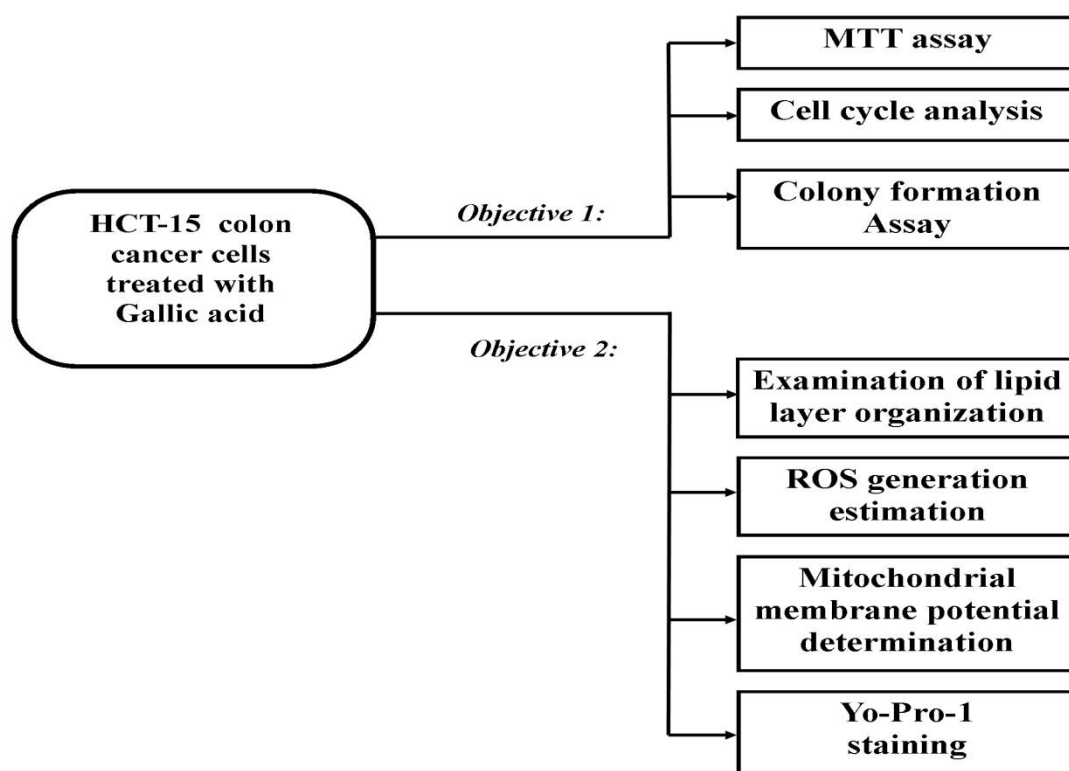 HCT-15 colon
cancer cells
treated with
Gallic acid
Objective 1:
MTT assay
Cell cycle analysis
Colony formation
Assay
Objective 2:
Examination of lipid
layer organization
ROS generation
estimation
Mitochondrial
membrane potential
determination
Yo-Pro-1
staining